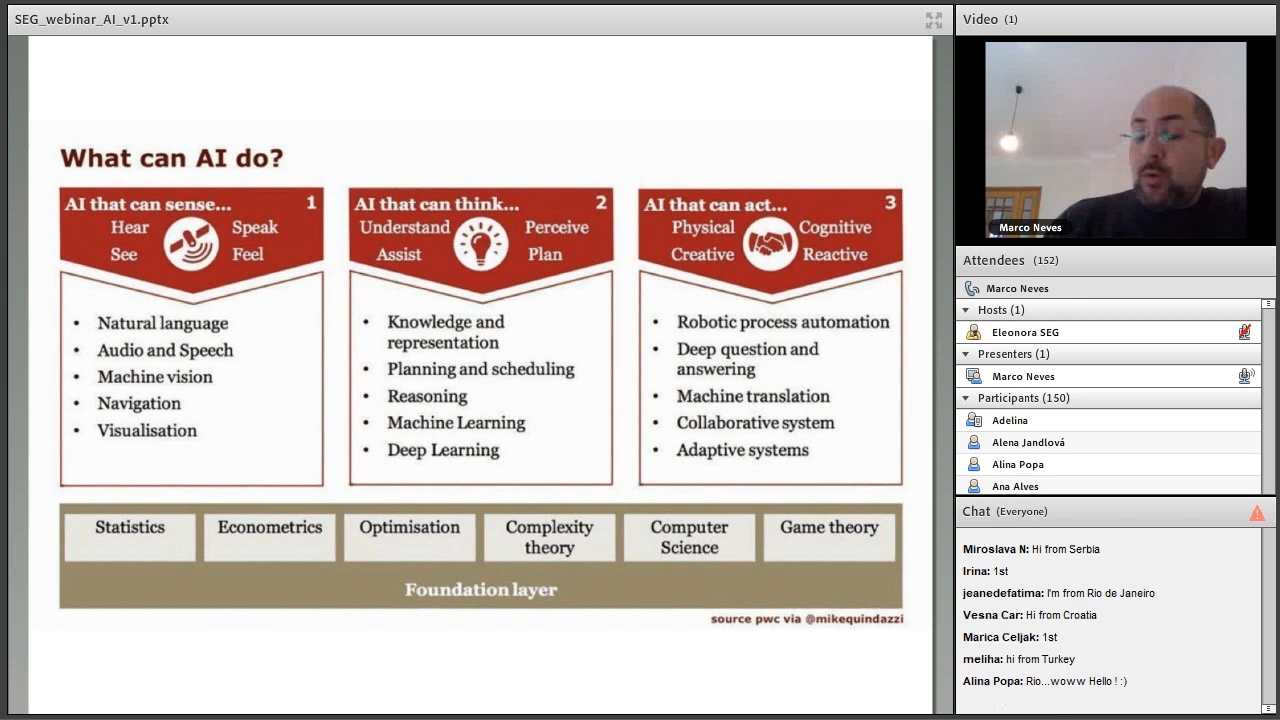 SEG_webinar_AI_v1.pptx
What can AI do?
AI that can sense... 1
Hear Speak
See Feel
• Natural language
• Audio and Speech
• Machine vision
• Navigation
• Visualisation
AI that can think... 2
Understand Perceive
Assist Plan
• Knowledge and
representation
• Planning and scheduling
• Reasoning
• Machine Learning
• Deep Learning
AI that can act... 3
Physical Cognitive
Creative Reactive
• Robotic process automation
• Deep question and
answering
• Machine translation
• Collaborative system
• Adaptive systems
Statistics
Econometrics
Optimisation
Complexity
theory
Computer
Science
Game theory
Foundation layer
source pwc via @mikequindazzi
Video (1)
Marco Neves
Attendees (152)
Marco Neves
Hosts (1)
Eleonora SEG
Presenters (1)
Marco Neves
Participants (150)
Adelina
Alena Jandlová
Alina Popa
Ana Alves
Chat (Everyone)
Miroslava N: Hi from Serbia
Irina: 1st
jeanedefatima: I'm from Rio de Janeiro
Vesna Car: Hi from Croatia
Marica Celjak: 1st
meliha: hi from Turkey
Alina Popa: Rio...woww Hello ! :)